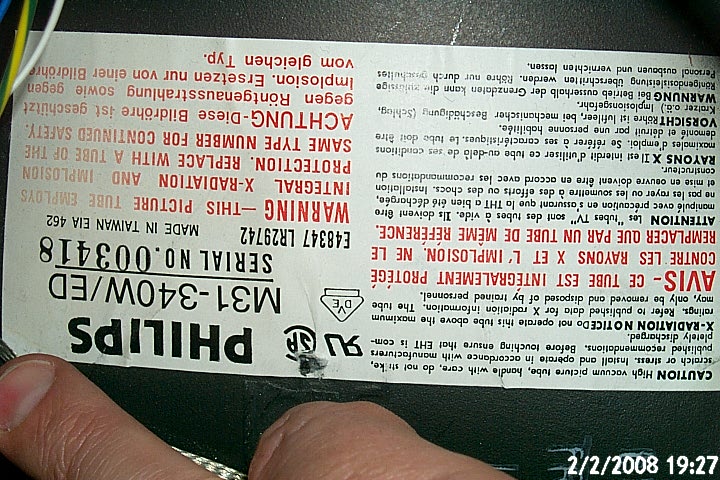 PHILIPS
M31-340W/ED
SERIAL NO. 003418
E48347 LR29742 MADE IN TAIWAN EIA 462
WARNING—THIS PICTURE TUBE EMPLOYS
INTEGRAL X-RADIATION AND IMPLOSION
PROTECTION. REPLACE WITH A TUBE OF THE
SAME TYPE NUMBER FOR CONTINUED SAFETY.
ACHTUNG-Diese Bildröhre ist geschützt
gegen Röntgenausstrahlung sowie gegen
Implosion. Ersetzen nur von einer Bildröhre
vom gleichen Typ.
DVE
SA
CAUTION High vacuum picture tube, handle with care, do not strike,
scratch or stress. Install and operate in accordance with manufacturers
published recommendations. Before touching ensure that EHT is com-
pletely discharged.
X-RADIATION NOTICE Do not operate this tube above the maximum
ratings. Refer to published data for X radiation information. The tube
may, only be removed and disposed of by trained personnel.
AVIS- CE TUBE EST INTÉGRALEMENT PROTÉGÉ
CONTRE LES RAYONS X ET L' IMPLOSION, NE LE
REMPLACER QUE PAR UN TUBE DE MÊME RÉFÉRENCE.
ATTENTION Les "Tubes TV" sont des tubes à vide. Ils doivent être
manipulé avec précaution en s'assurant que la THT a bien été déchargée,
ne pas les rayer ou les soumettre à des efforts ou des chocs. Installation
et mise en œuvre doivent être en accord avec les recommandations du
constructeur.
RAYONS X Il est interdit d'utiliser ce tube au-delà de ses conditions
maximales d'emploi. Se référer à ses caractéristiques. Le tube doit être
démonté et détruit par une personne habilitée.
VORSICHT Röhre ist luftleer, bei mechanischer Beschädigung (Schlag,
Kratzer o.ä.) Implosionsgefahr.
WARNUNG Bei Betrieb ausserhalb der Grenzdaten kann die zulässige
Röntgendosisleistung überschritten werden. Röhre nur durch geschultes
Personal ausbauen und vernichten lassen.
2/2/2008 19:27